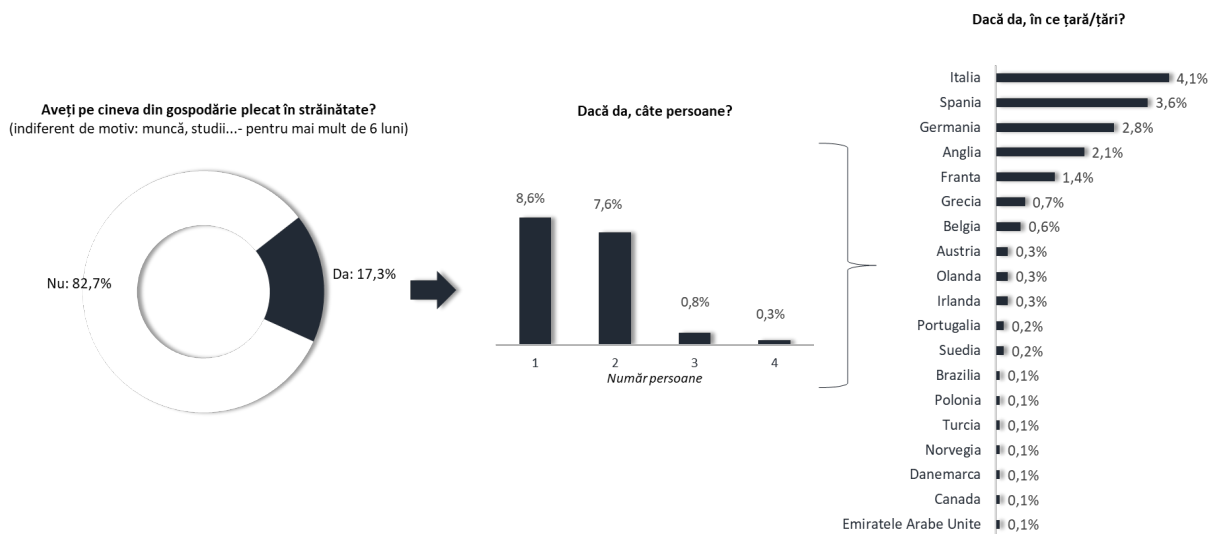 Dacă da, în ce țară/țări?
Aveți pe cineva din gospodărie plecat în străinătate?
(indiferent de motiv: muncă, studii...- pentru mai mult de 6 luni)
Nu: 82,7%
Da: 17,3%
Dacă da, câte persoane?
8,6%
7,6%
0,8%
0,3%
1 2 3 4
Număr persoane
Italia 4,1%
Spania 3,6%
Germania 2,8%
Anglia 2,1%
Franta 1,4%
Grecia 0,7%
Belgia 0,6%
Austria 0,3%
Olanda 0,3%
Irlanda 0,3%
Portugalia 0,2%
Suedia 0,2%
Brazilia 0,1%
Polonia 0,1%
Turcia 0,1%
Norvegia 0,1%
Danemarca 0,1%
Canada 0,1%
Emiratele Arabe Unite 0,1%